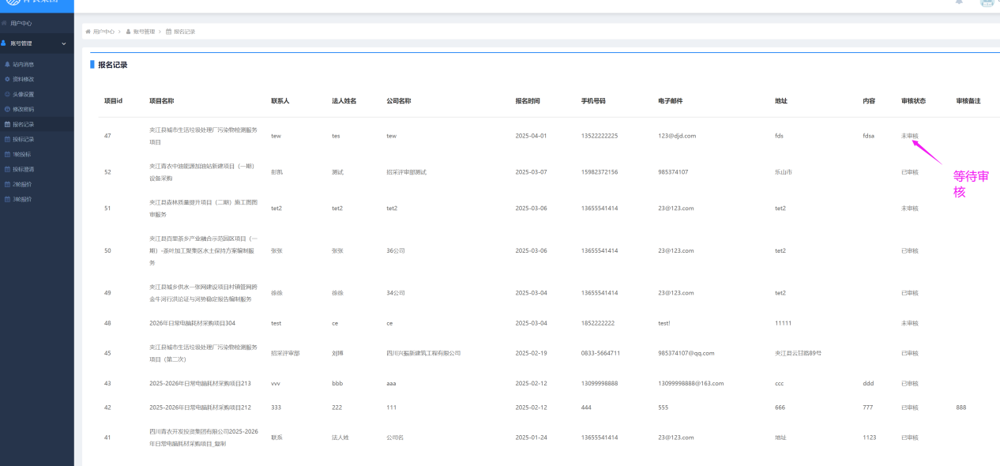 用户中心
账号管理
站内消息
资料修改
头像设置
修改密码
报名记录
投标记录
1轮投标
投标澄清
2轮报价
3轮报价
用户中心 > 账号管理 > 报名记录
报名记录
项目id 项目名称 联系人 法人姓名 公司名称 报名时间 手机号码 电子邮件 地址 内容 审核状态 审核备注
夹江县城市生活垃圾处理厂污染物检测服务
47 tew tes tew 2025-04-01 13522222225 123@djd.com fds fdsa 未审核
项目
等待审
核
夹江青衣中油能源加油站新建项目（一期）
52 彭凯 测试 招采评审部测试 2025-03-07 15982372156 985374107 乐山市 已审核
设备采购
夹江县森林质量提升项目（二期）施工图图
51 tet2 tet2 tet2 2025-03-06 13655541414 23@123.com tet2 未审核
审服务
夹江县百里茶乡产业融合示范园区项目（一
50 期）-茶叶加工聚集区水土保持方案编制服 张张 张张 36公司 2025-03-06 13655541414 23@123.com tet2 已审核
务
夹江县城乡供水一张网建设项目村镇管网跨
49 徐徐 徐徐 34公司 2025-03-04 13655541414 23@123.com tet2 已审核
金牛河行洪论证与河势稳定报告编制服务
48 2026年日常电脑耗材采购项目304 test ce ce 2025-03-04 1852222222 test! 11111 未审核
夹江县城市生活垃圾处理厂污染物检测服务
45 招采评审部 刘博 四川兴振新建筑工程有限公司 2025-02-19 0833-5664711 985374107@qq.com 夹江县云甘路89号 已审核
项目（第二次）
43 2025-2026年日常电脑耗材采购项目213 vvv bbb aaa 2025-02-12 13099998888 13099998888@163.com ccc ddd 已审核
42 2025-2026年日常电脑耗材采购项目212 333 222 111 2025-02-12 444 555 666 777 已审核 888
四川青衣开发投资集团有限公司2025-2026
41 联系 法人姓 公司名 2025-01-24 13655541414 23@123.com 地址 1123 已审核
年日常电脑耗材采购项目_复制